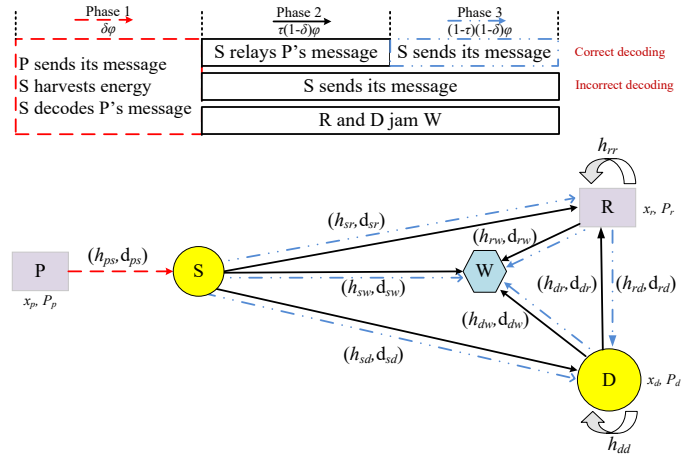 Phase 1
δφ
Phase 2
τ(1-δ)φ
Phase 3
(1-τ)(1-δ)φ
P sends its message
S harvests energy
S decodes P's message
S relays P's message
S sends its message
Correct decoding
S sends its message
Incorrect decoding
R and D jam W
h_rr
R
x_r, P_r
(h_sr, d_sr)
(h_rw, d_rw)
P
x_p, P_p
(h_ps, d_ps)
S
W
(h_sw, d_sw)
(h_dr, d_dr)
(h_rd, d_rd)
(h_dw, d_dw)
(h_sd, d_sd)
D
x_d, P_d
h_dd